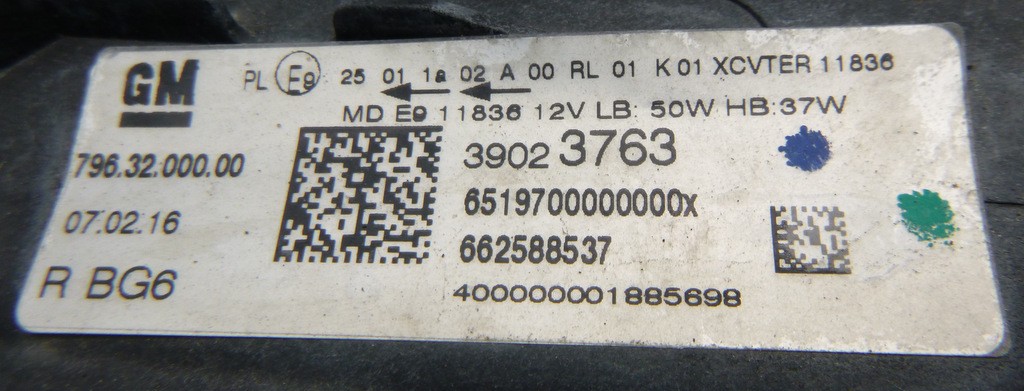 GM
PL E9 25 01 1a 02 A 00 RL 01 K 01 XCVTER 11836
MD E9 11836 12V LB: 50W HB:37W
796.32.000.00
3902 3763
07.02.16
6519700000000x
662588537
R BG6
400000001885698